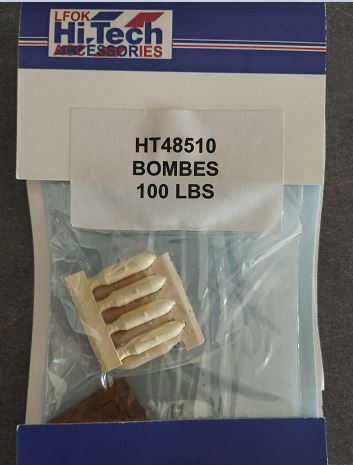 LFOK
Hi.Tech
ACCESSORIES
HT48510
BOMBES
100 LBS